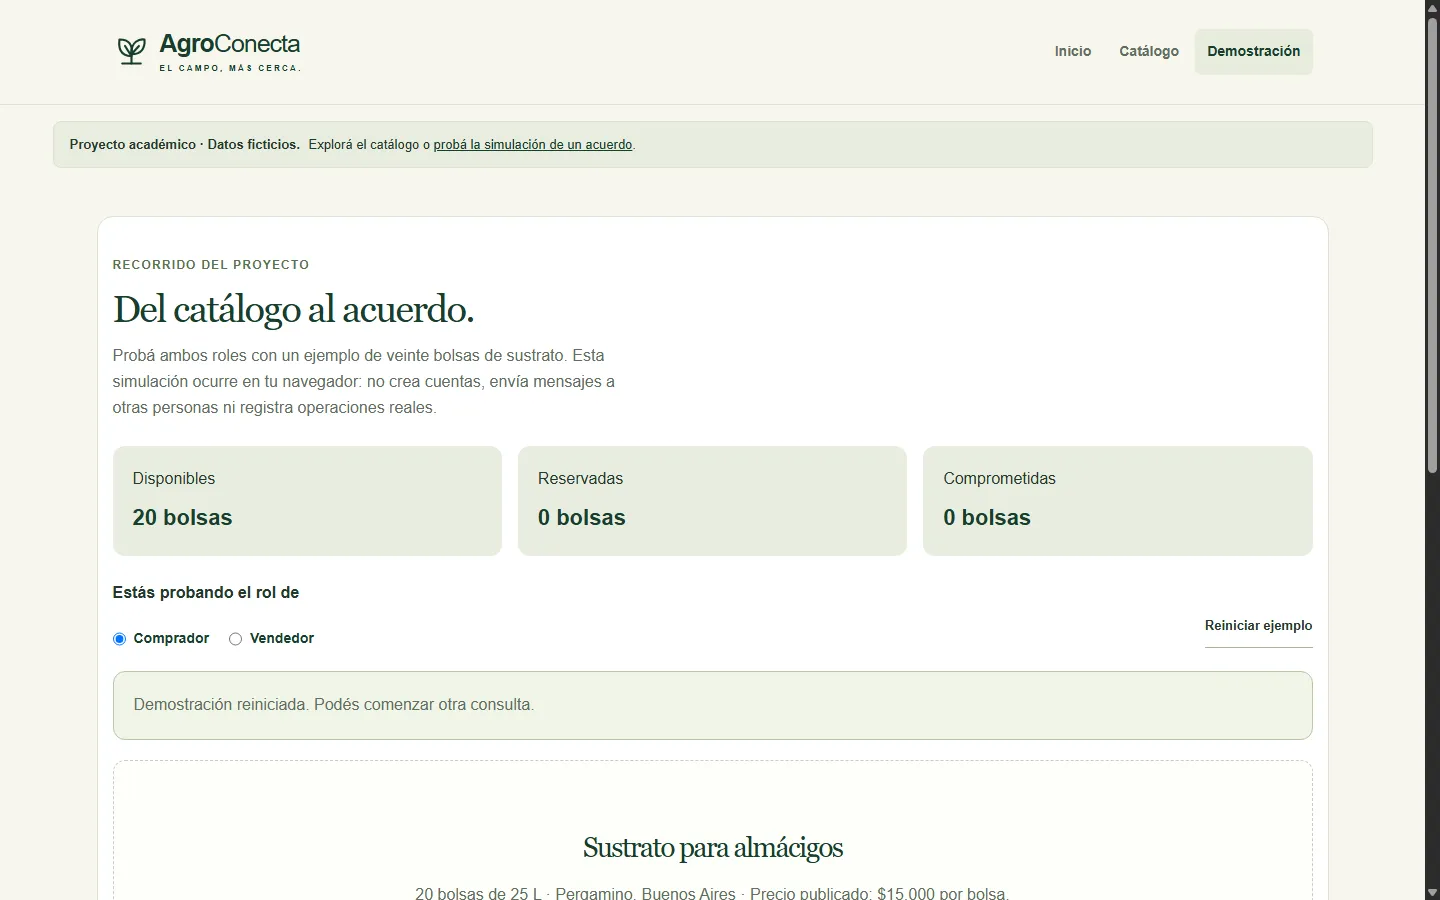 AgroConecta
EL CAMPO, MÁS CERCA.
Inicio
Catálogo
Demostración
Proyecto académico · Datos ficticios. Explorá el catálogo o probá la simulación de un acuerdo.
RECORRIDO DEL PROYECTO
Del catálogo al acuerdo.
Probá ambos roles con un ejemplo de veinte bolsas de sustrato. Esta
simulación ocurre en tu navegador: no crea cuentas, envía mensajes a
otras personas ni registra operaciones reales.
Disponibles
20 bolsas
Reservadas
0 bolsas
Comprometidas
0 bolsas
Estás probando el rol de
Comprador
Vendedor
Reiniciar ejemplo
Demostración reiniciada. Podés comenzar otra consulta.
Sustrato para almácigos
20 bolsas de 25 L · Pergamino, Buenos Aires · Precio publicado: $15.000 por bolsa.